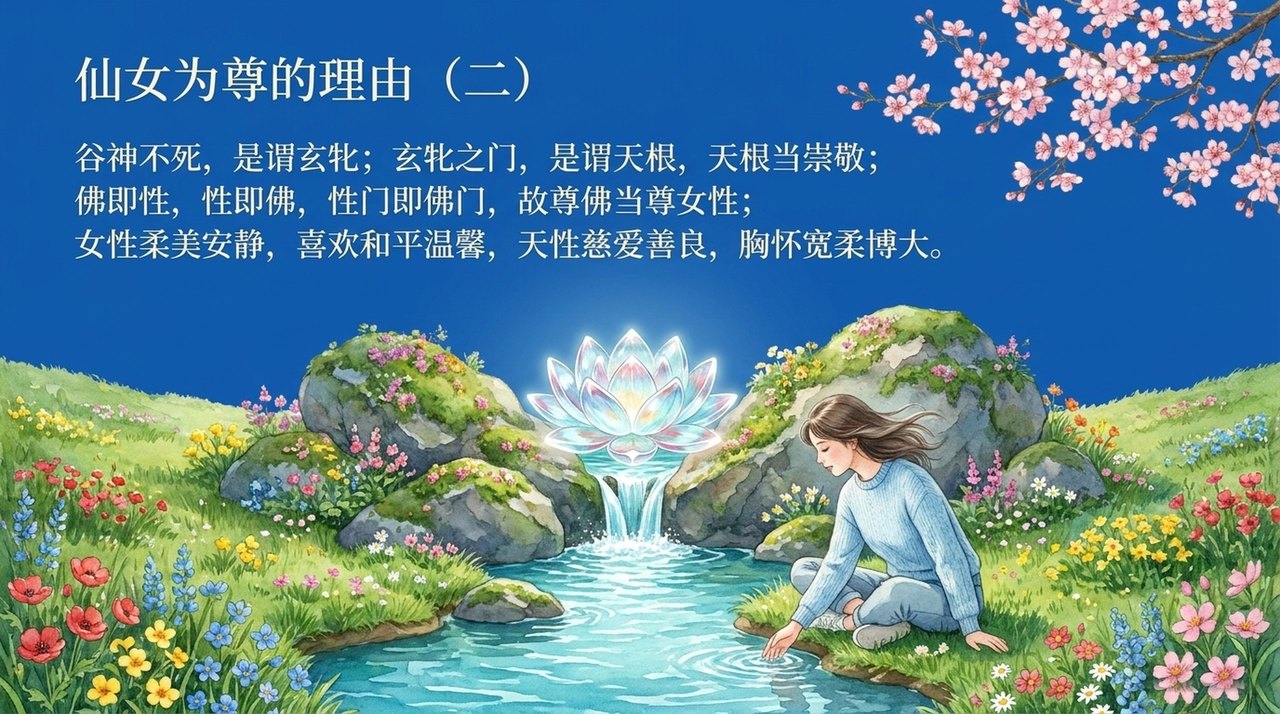 仙女为尊的理由（二）
谷神不死，是谓玄牝；玄牝之门，是谓天根，天根当崇敬；
佛即性，性即佛，性门即佛门，故尊佛当尊女性；
女性柔美安静，喜欢和平温馨，天性慈爱善良，胸怀宽柔博大。